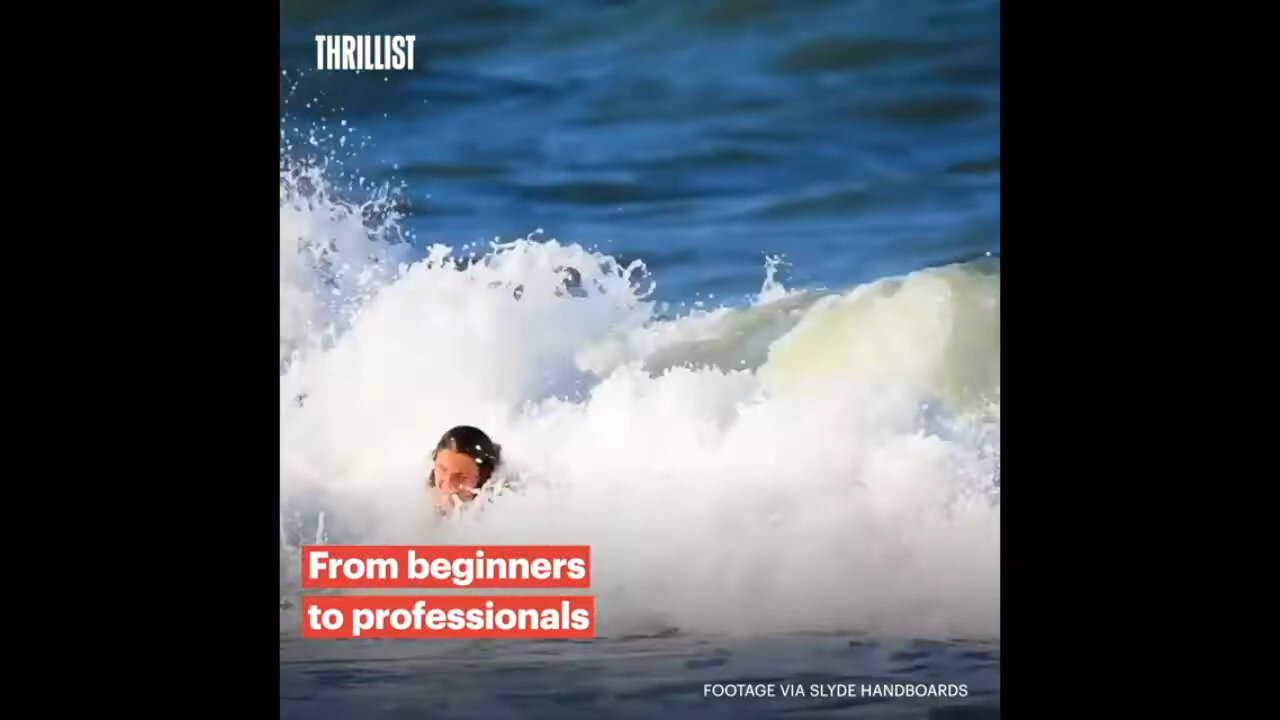 THRILLIST
From beginners
to professionals
FOOTAGE VIA SLYDE HANDBOARDS